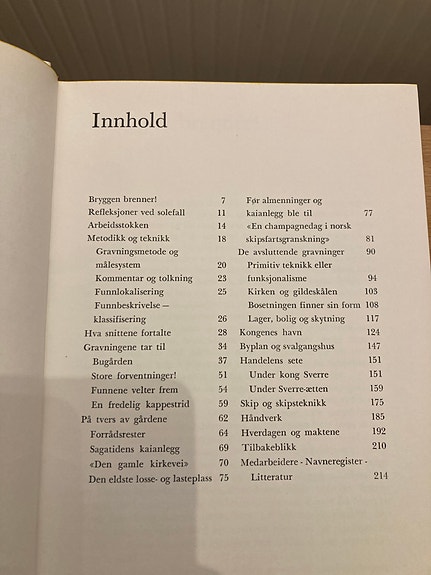 Innhold
Bryggen brenner! 7
Refleksjoner ved solefall 11
Arbeidsstokken 14
Metodikk og teknikk 18
Gravningsmetode og
målesystem 20
Kommentar og tolkning 23
Funnlokalisering 25
Funnbeskrivelse —
klassifisering 26
Hva snittene fortalte 28
Gravningene tar til 34
Bugården 37
Store forventninger! 51
Funnene velter frem 54
En fredelig kappestrid 59
På tvers av gårdene 62
Forrådsrester 64
Sagatidens kaianlegg 69
«Den gamle kirkevei» 70
Den eldste losse- og lasteplass 75
Før almenninger og
kaianlegg ble til 77
«En champagnedag i norsk
skipsfartsgranskning» 81
De avsluttende gravninger 90
Primitiv teknikk eller
funksjonalisme 94
Kirken og gildeskålen 103
Bosetningen finner sin form 108
Lager, bolig og skytning 117
Kongenes havn 124
Byplan og svalgangshus 147
Handelens sete 151
Under kong Sverre 151
Under Sverre-ætten 159
Skip og skipsteknikk 175
Håndverk 185
Hverdagen og maktene 192
Tilbakeblikk 210
Medarbeidere - Navneregister -
Litteratur 214